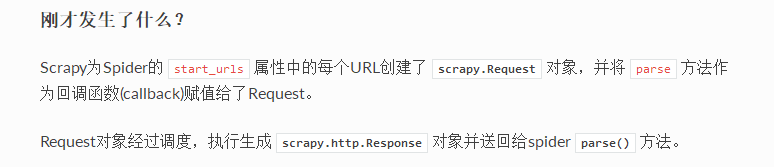 刚才发生了什么？
Scrapy为Spider的 start_urls 属性中的每个URL创建了 scrapy.Request 对象，并将 parse 方法作
为回调函数(callback)赋值给了Request。
Request对象经过调度，执行生成 scrapy.http.Response 对象并送回给spider parse() 方法。